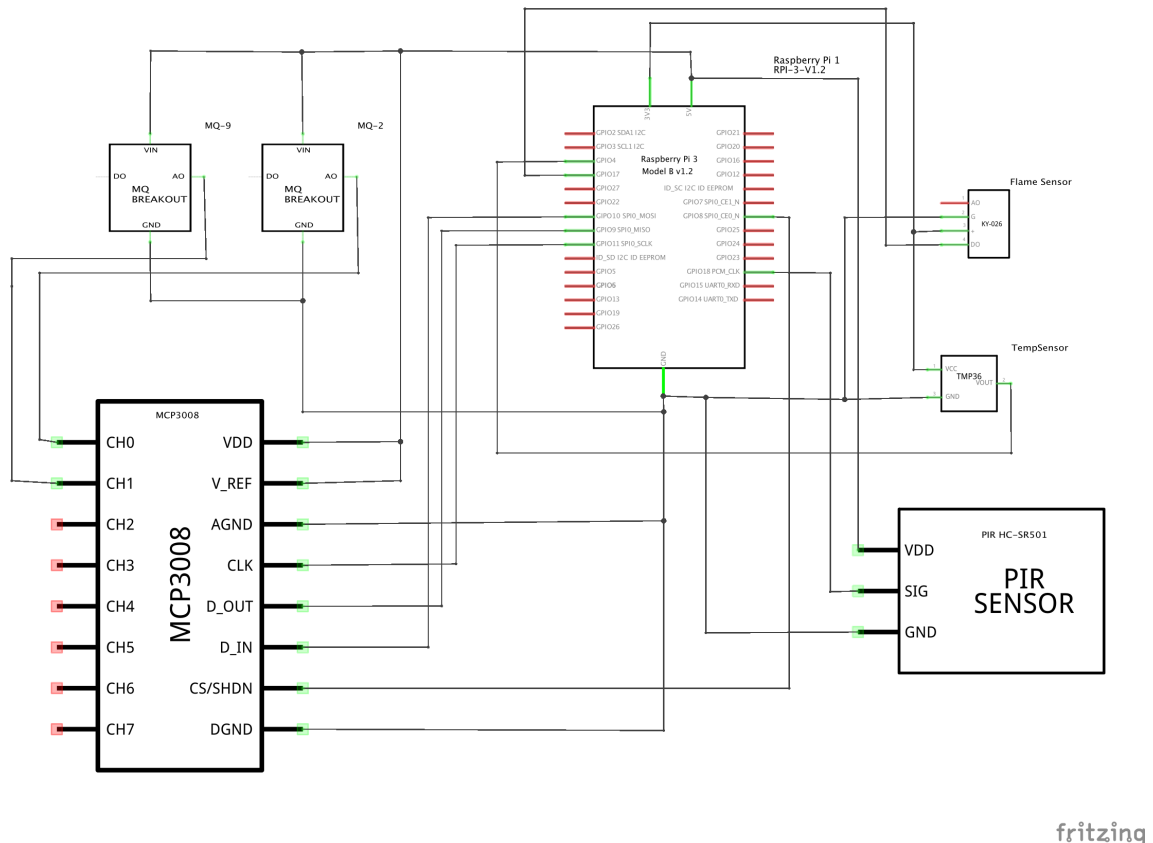 Raspberry Pi 1
RPI-3-V1.2
MQ-9
MQ-2
VIN
DO
AO
MQ
BREAKOUT
GND
VIN
DO
AO
MQ
BREAKOUT
GND
3V3
5V
Raspberry Pi 3
Model B v1.2
GPIO2 SDA1 I2C
GPIO3 SCL1 I2C
GPIO4
GPIO17
GPIO27
GPIO22
GPIO10 SPI0_MOSI
GPIO9 SPI0_MISO
GPIO11 SPI0_SCLK
ID_SD I2C ID EEPROM
GPIO5
GPIO6
GPIO13
GPIO19
GPIO26
GPIO21
GPIO20
GPIO16
GPIO12
ID_SC I2C ID EEPROM
GPIO7 SPI0_CE1_N
GPIO8 SPI0_CE0_N
GPIO25
GPIO24
GPIO23
GPIO18 PCM_CLK
GPIO15 UART0_RXD
GPIO14 UART0_TXD
GND
Flame Sensor
AO
G
+
DO
KY-026
TempSensor
VCC
TMP36
VOUT
GND
MCP3008
CH0
CH1
CH2
CH3
CH4
CH5
CH6
CH7
MCP3008
VDD
V_REF
AGND
CLK
D_OUT
D_IN
CS/SHDN
DGND
PIR HC-SR501
VDD
SIG
GND
PIR
SENSOR
fritzing